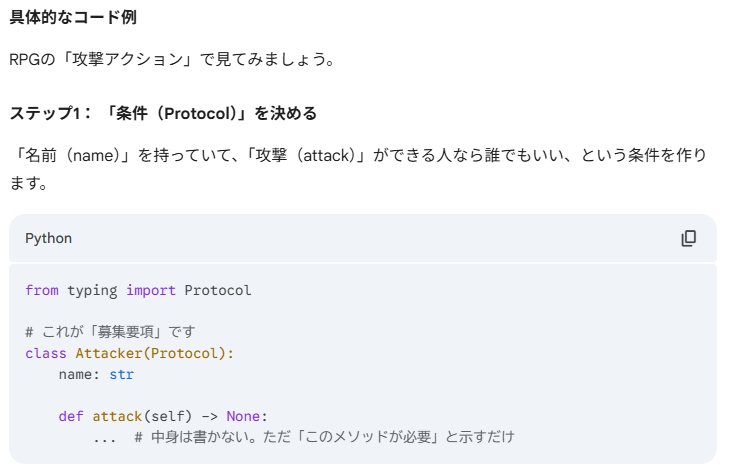 具体的なコード例
RPGの「攻撃アクション」で見てみましょう。
ステップ1： 「条件（Protocol）」を決める
「名前（name）」を持っていて、「攻撃（attack）」ができる人なら誰でもいい、という条件を作り
ます。
Python
from typing import Protocol
# これが「募集要項」です
class Attacker(Protocol):
    name: str
    def attack(self) -> None:
        ...  # 中身は書かない。ただ「このメソッドが必要」と示すだけ